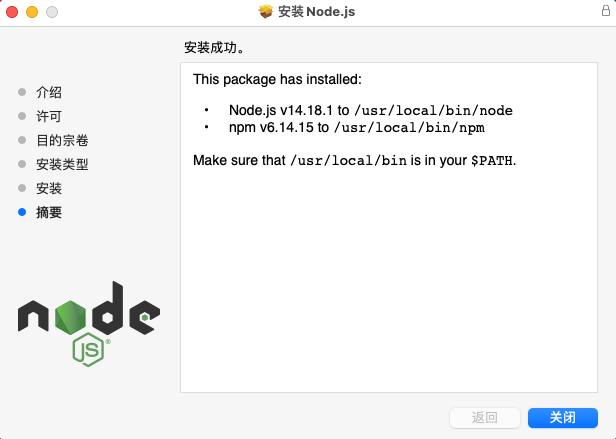 安装 Node.js
安装成功。
介绍
许可
目的宗卷
安装类型
安装
摘要
This package has installed:
• Node.js v14.18.1 to /usr/local/bin/node
• npm v6.14.15 to /usr/local/bin/npm
Make sure that /usr/local/bin is in your $PATH.
node
JS®
返回
关闭